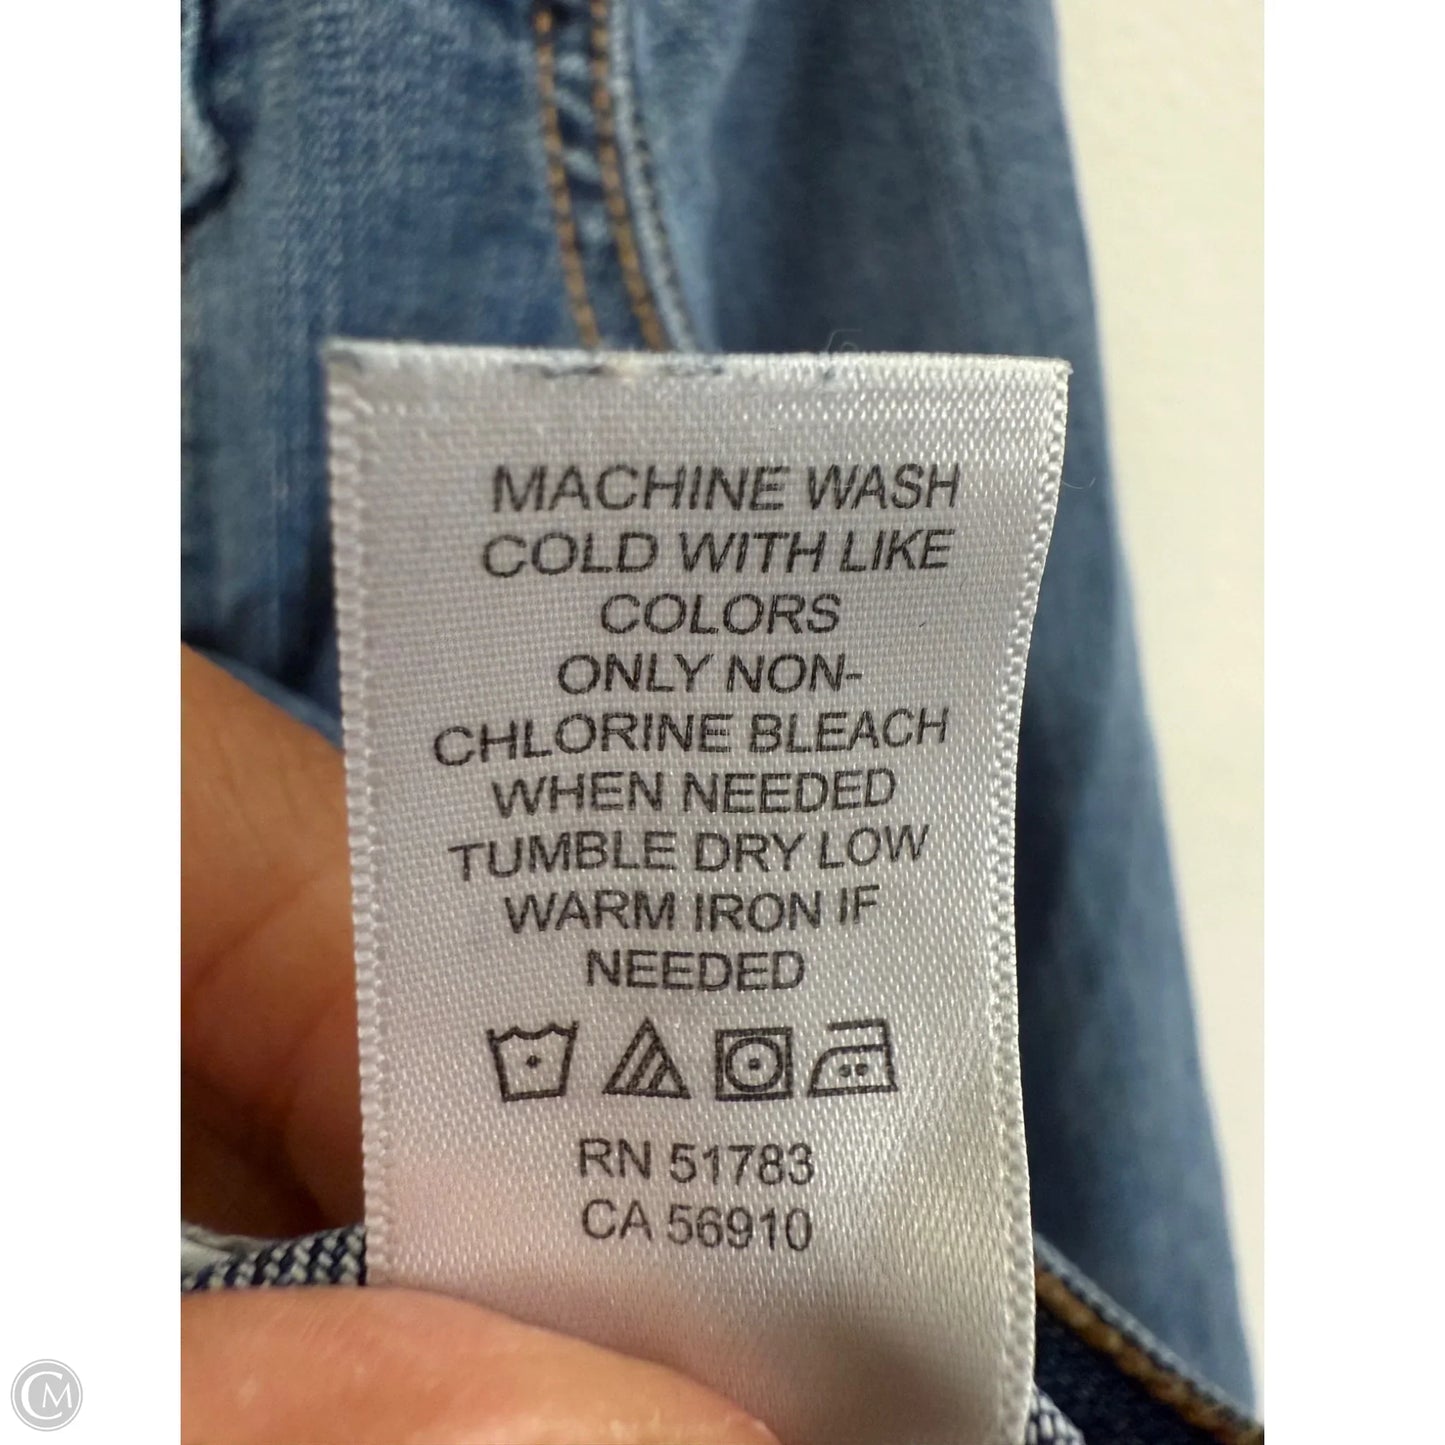 MACHINE WASH
COLD WITH LIKE
COLORS
ONLY NON-
CHLORINE BLEACH
WHEN NEEDED
TUMBLE DRY LOW
WARM IRON IF
NEEDED
RN 51783
CA 56910
CM